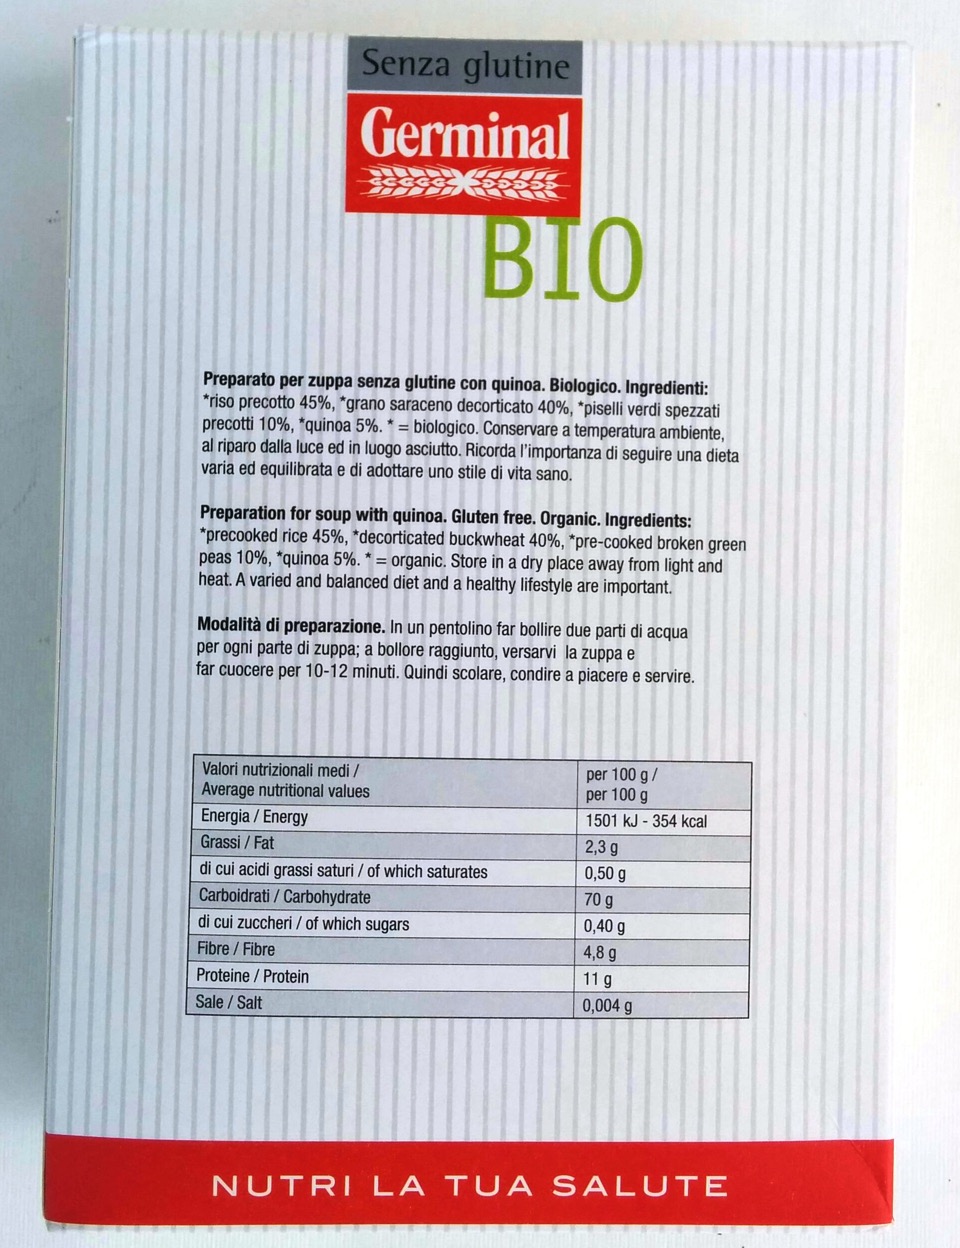 Senza glutine
Germinal
BIO
Preparato per zuppa senza glutine con quinoa. Biologico. Ingredienti:
*riso precotto 45%, *grano saraceno decorticato 40%, *piselli verdi spezzati
precotti 10%, *quinoa 5%. * = biologico. Conservare a temperatura ambiente,
al riparo dalla luce ed in luogo asciutto. Ricorda l'importanza di seguire una dieta
varia ed equilibrata e di adottare uno stile di vita sano.
Preparation for soup with quinoa. Gluten free. Organic. Ingredients:
*precooked rice 45%, *decorticated buckwheat 40%, *pre-cooked broken green
peas 10%, *quinoa 5%. * = organic. Store in a dry place away from light and
heat. A varied and balanced diet and a healthy lifestyle are important.
Modalità di preparazione. In un pentolino far bollire due parti di acqua
per ogni parte di zuppa; a bollore raggiunto, versarvi la zuppa e
far cuocere per 10-12 minuti. Quindi scolare, condire a piacere e servire.
Valori nutrizionali medi / per 100 g /
Average nutritional values per 100 g
Energia / Energy 1501 kJ - 354 kcal
Grassi / Fat 2,3 g
di cui acidi grassi saturi / of which saturates 0,50 g
Carboidrati / Carbohydrate 70 g
di cui zuccheri / of which sugars 0,40 g
Fibre / Fibre 4,8 g
Proteine / Protein 11 g
Sale / Salt 0,004 g
NUTRI LA TUA SALUTE